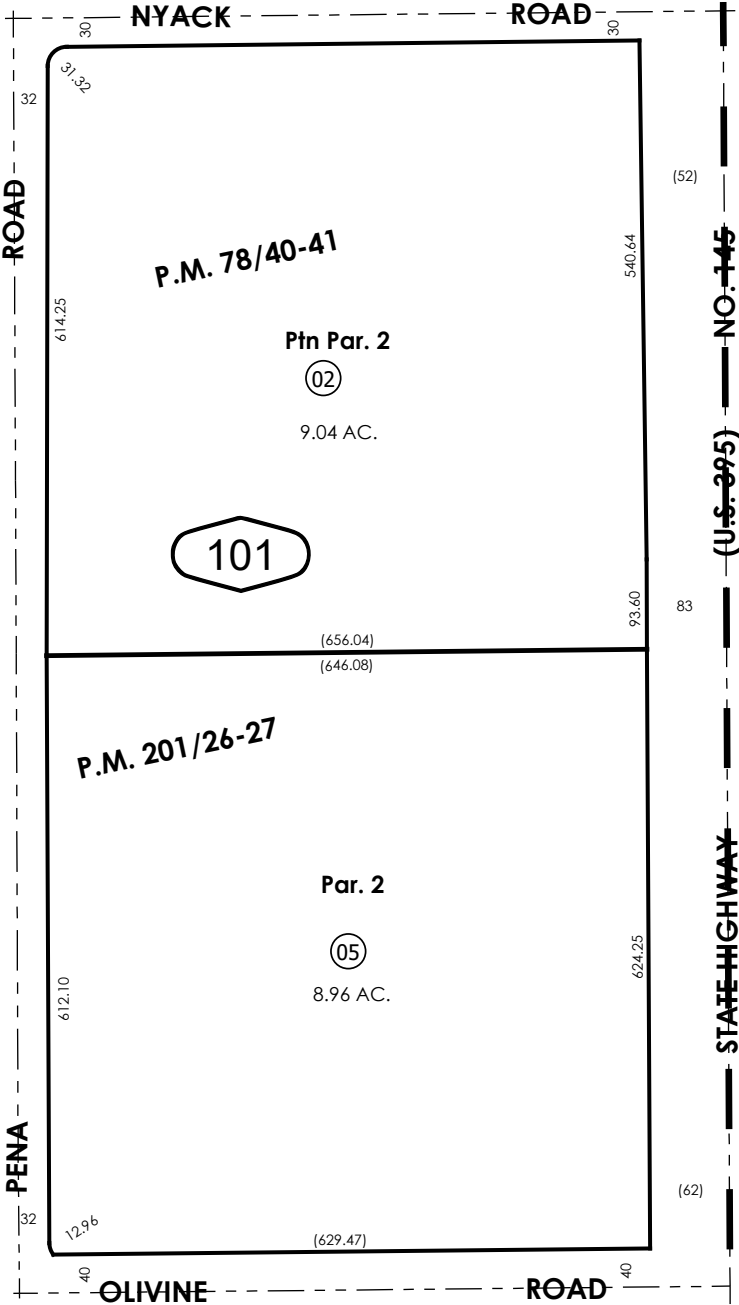 NYACK ROAD
30
30
31.32
32
(52)
ROAD
P.M. 78/40-41
540.64
NO. 145
614.25
Ptn Par. 2
02
9.04 AC.
(U.S. 395)
101
93.60
83
(656.04)
(646.08)
P.M. 201/26-27
Par. 2
05
8.96 AC.
624.25
612.10
STATE HIGHWAY
PENA
(62)
32
12.96
(629.47)
40
40
OLIVINE ROAD